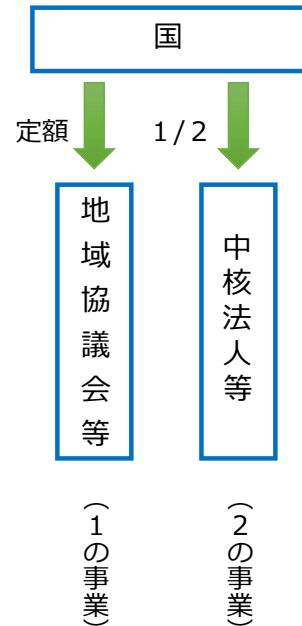 国
定額
1/2
地域協議会等
中核法人等
（1の事業）
（2の事業）